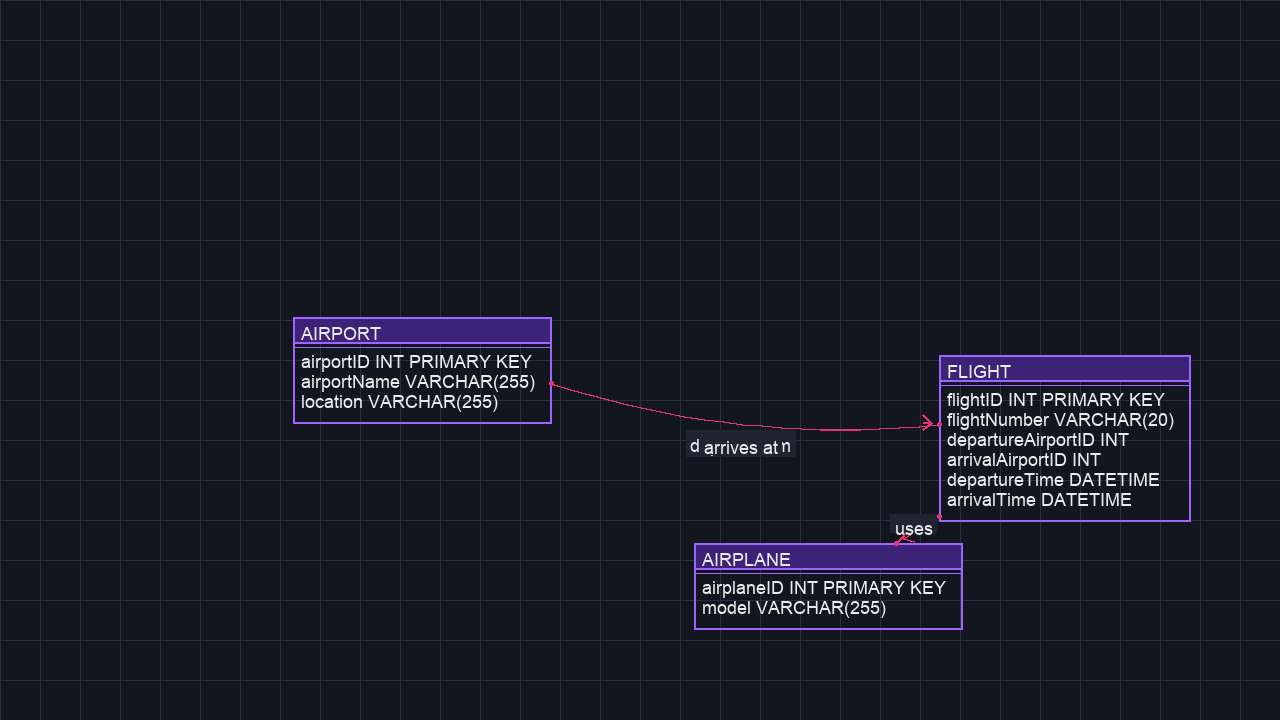 AIRPORT
airportID INT PRIMARY KEY
airportName VARCHAR(255)
location VARCHAR(255)
FLIGHT
flightID INT PRIMARY KEY
flightNumber VARCHAR(20)
departureAirportID INT
arrivalAirportID INT
departureTime DATETIME
arrivalTime DATETIME
arrives at
uses
AIRPLANE
airplaneID INT PRIMARY KEY
model VARCHAR(255)